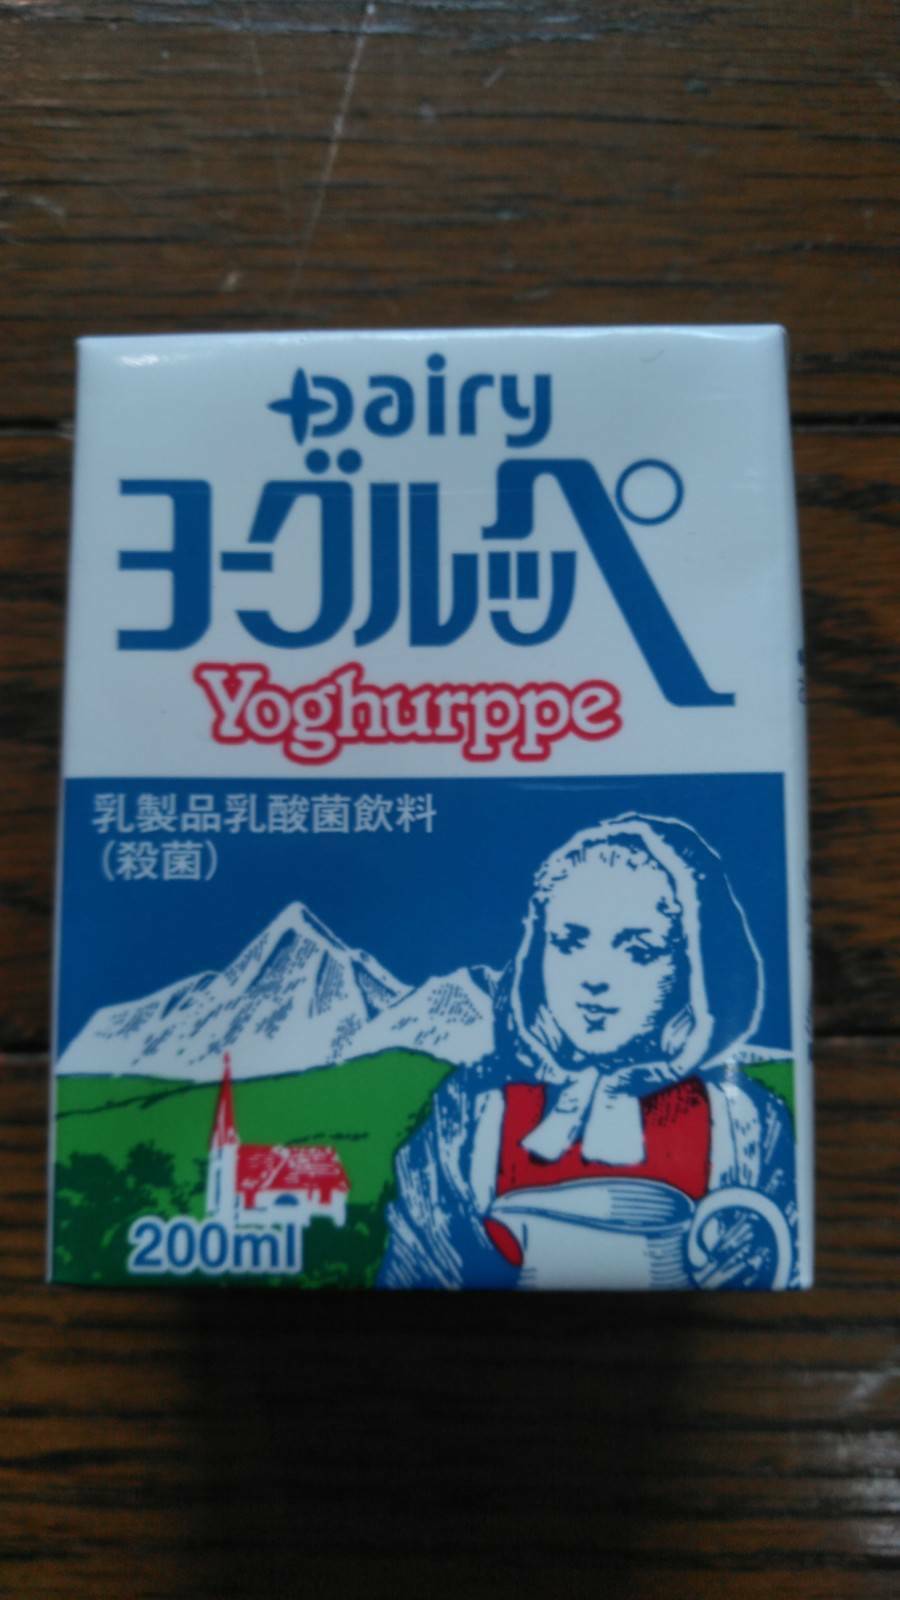 Dairy
ヨーグルッペ
Yoghurppe
乳製品乳酸菌飲料
（殺菌）
200ml